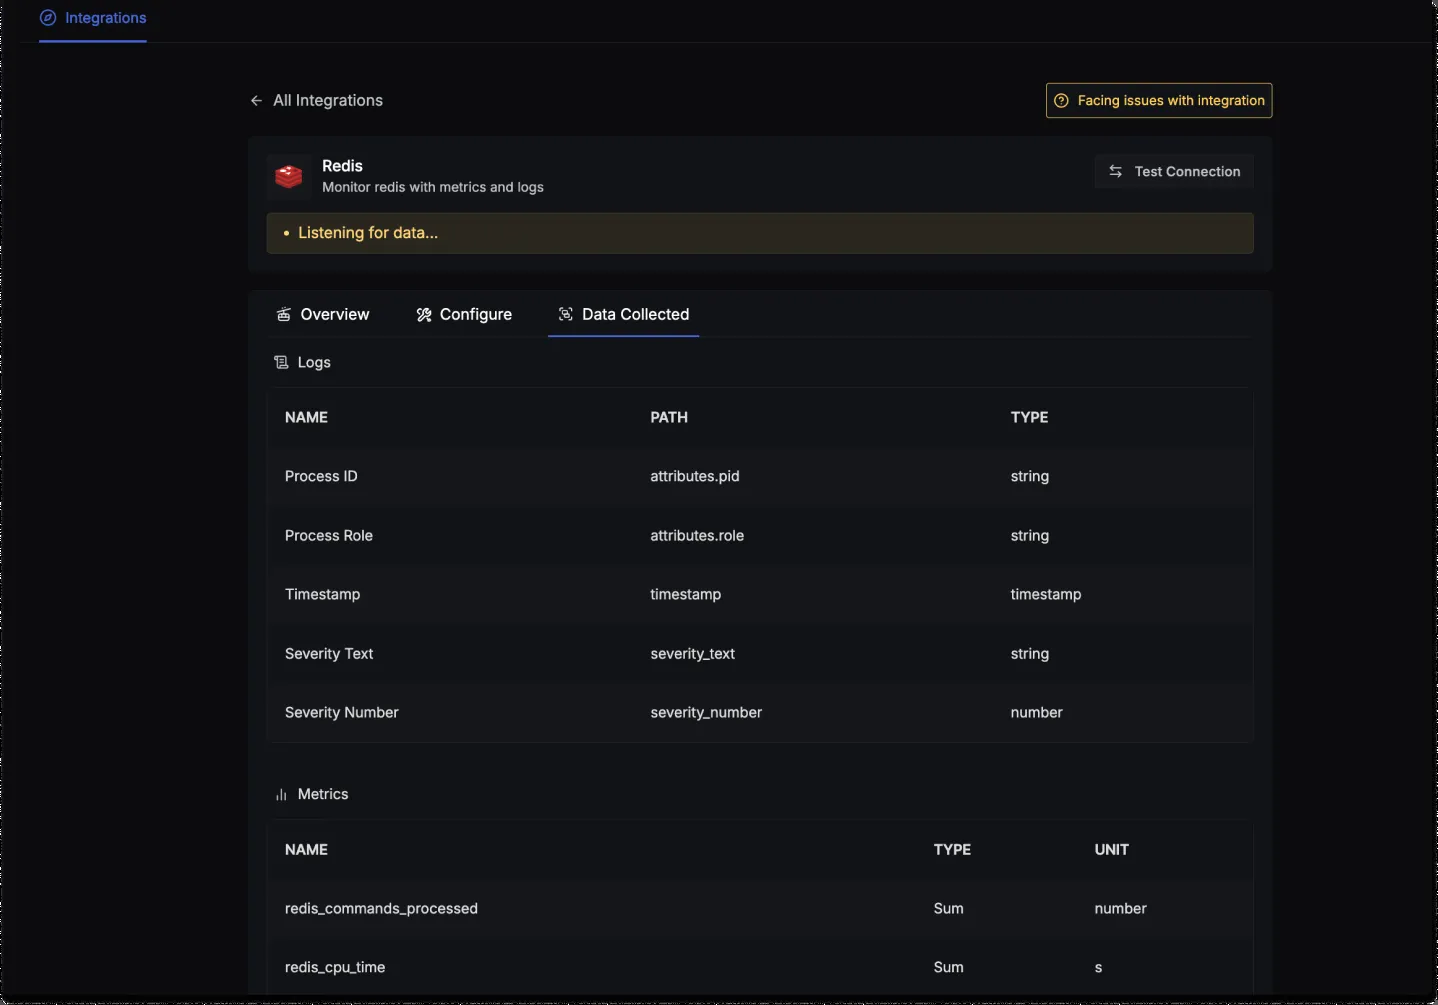 Integrations
All Integrations
Facing issues with integration
Redis
Monitor redis with metrics and logs
Test Connection
• Listening for data...
Overview Configure Data Collected
Logs
NAME PATH TYPE
Process ID attributes.pid string
Process Role attributes.role string
Timestamp timestamp timestamp
Severity Text severity_text string
Severity Number severity_number number
Metrics
NAME TYPE UNIT
redis_commands_processed Sum number
redis_cpu_time Sum s